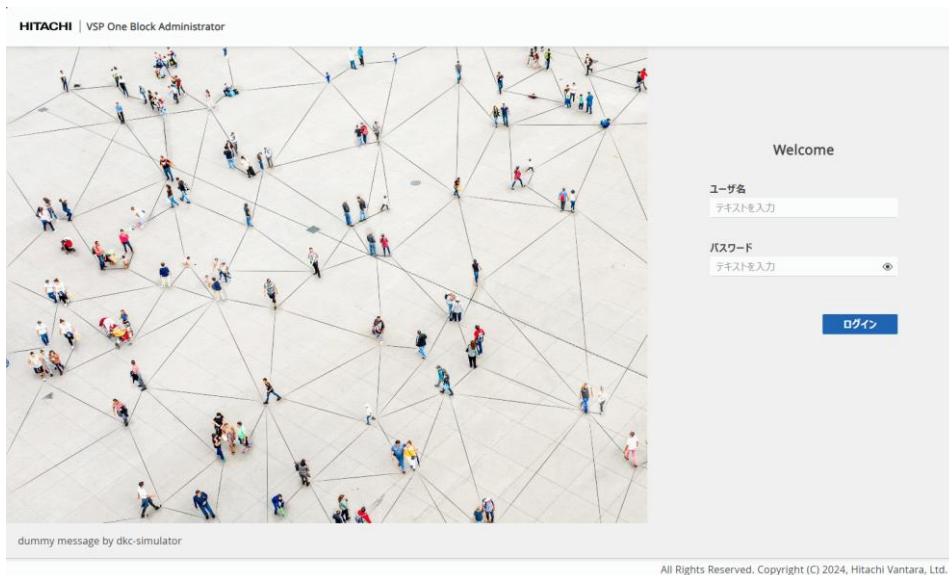 HITACHI | VSP One Block Administrator
Welcome
ユーザ名
テキストを入力
パスワード
テキストを入力
ログイン
dummy message by dkc-simulator
All Rights Reserved. Copyright (C) 2024, Hitachi Vantara, Ltd.